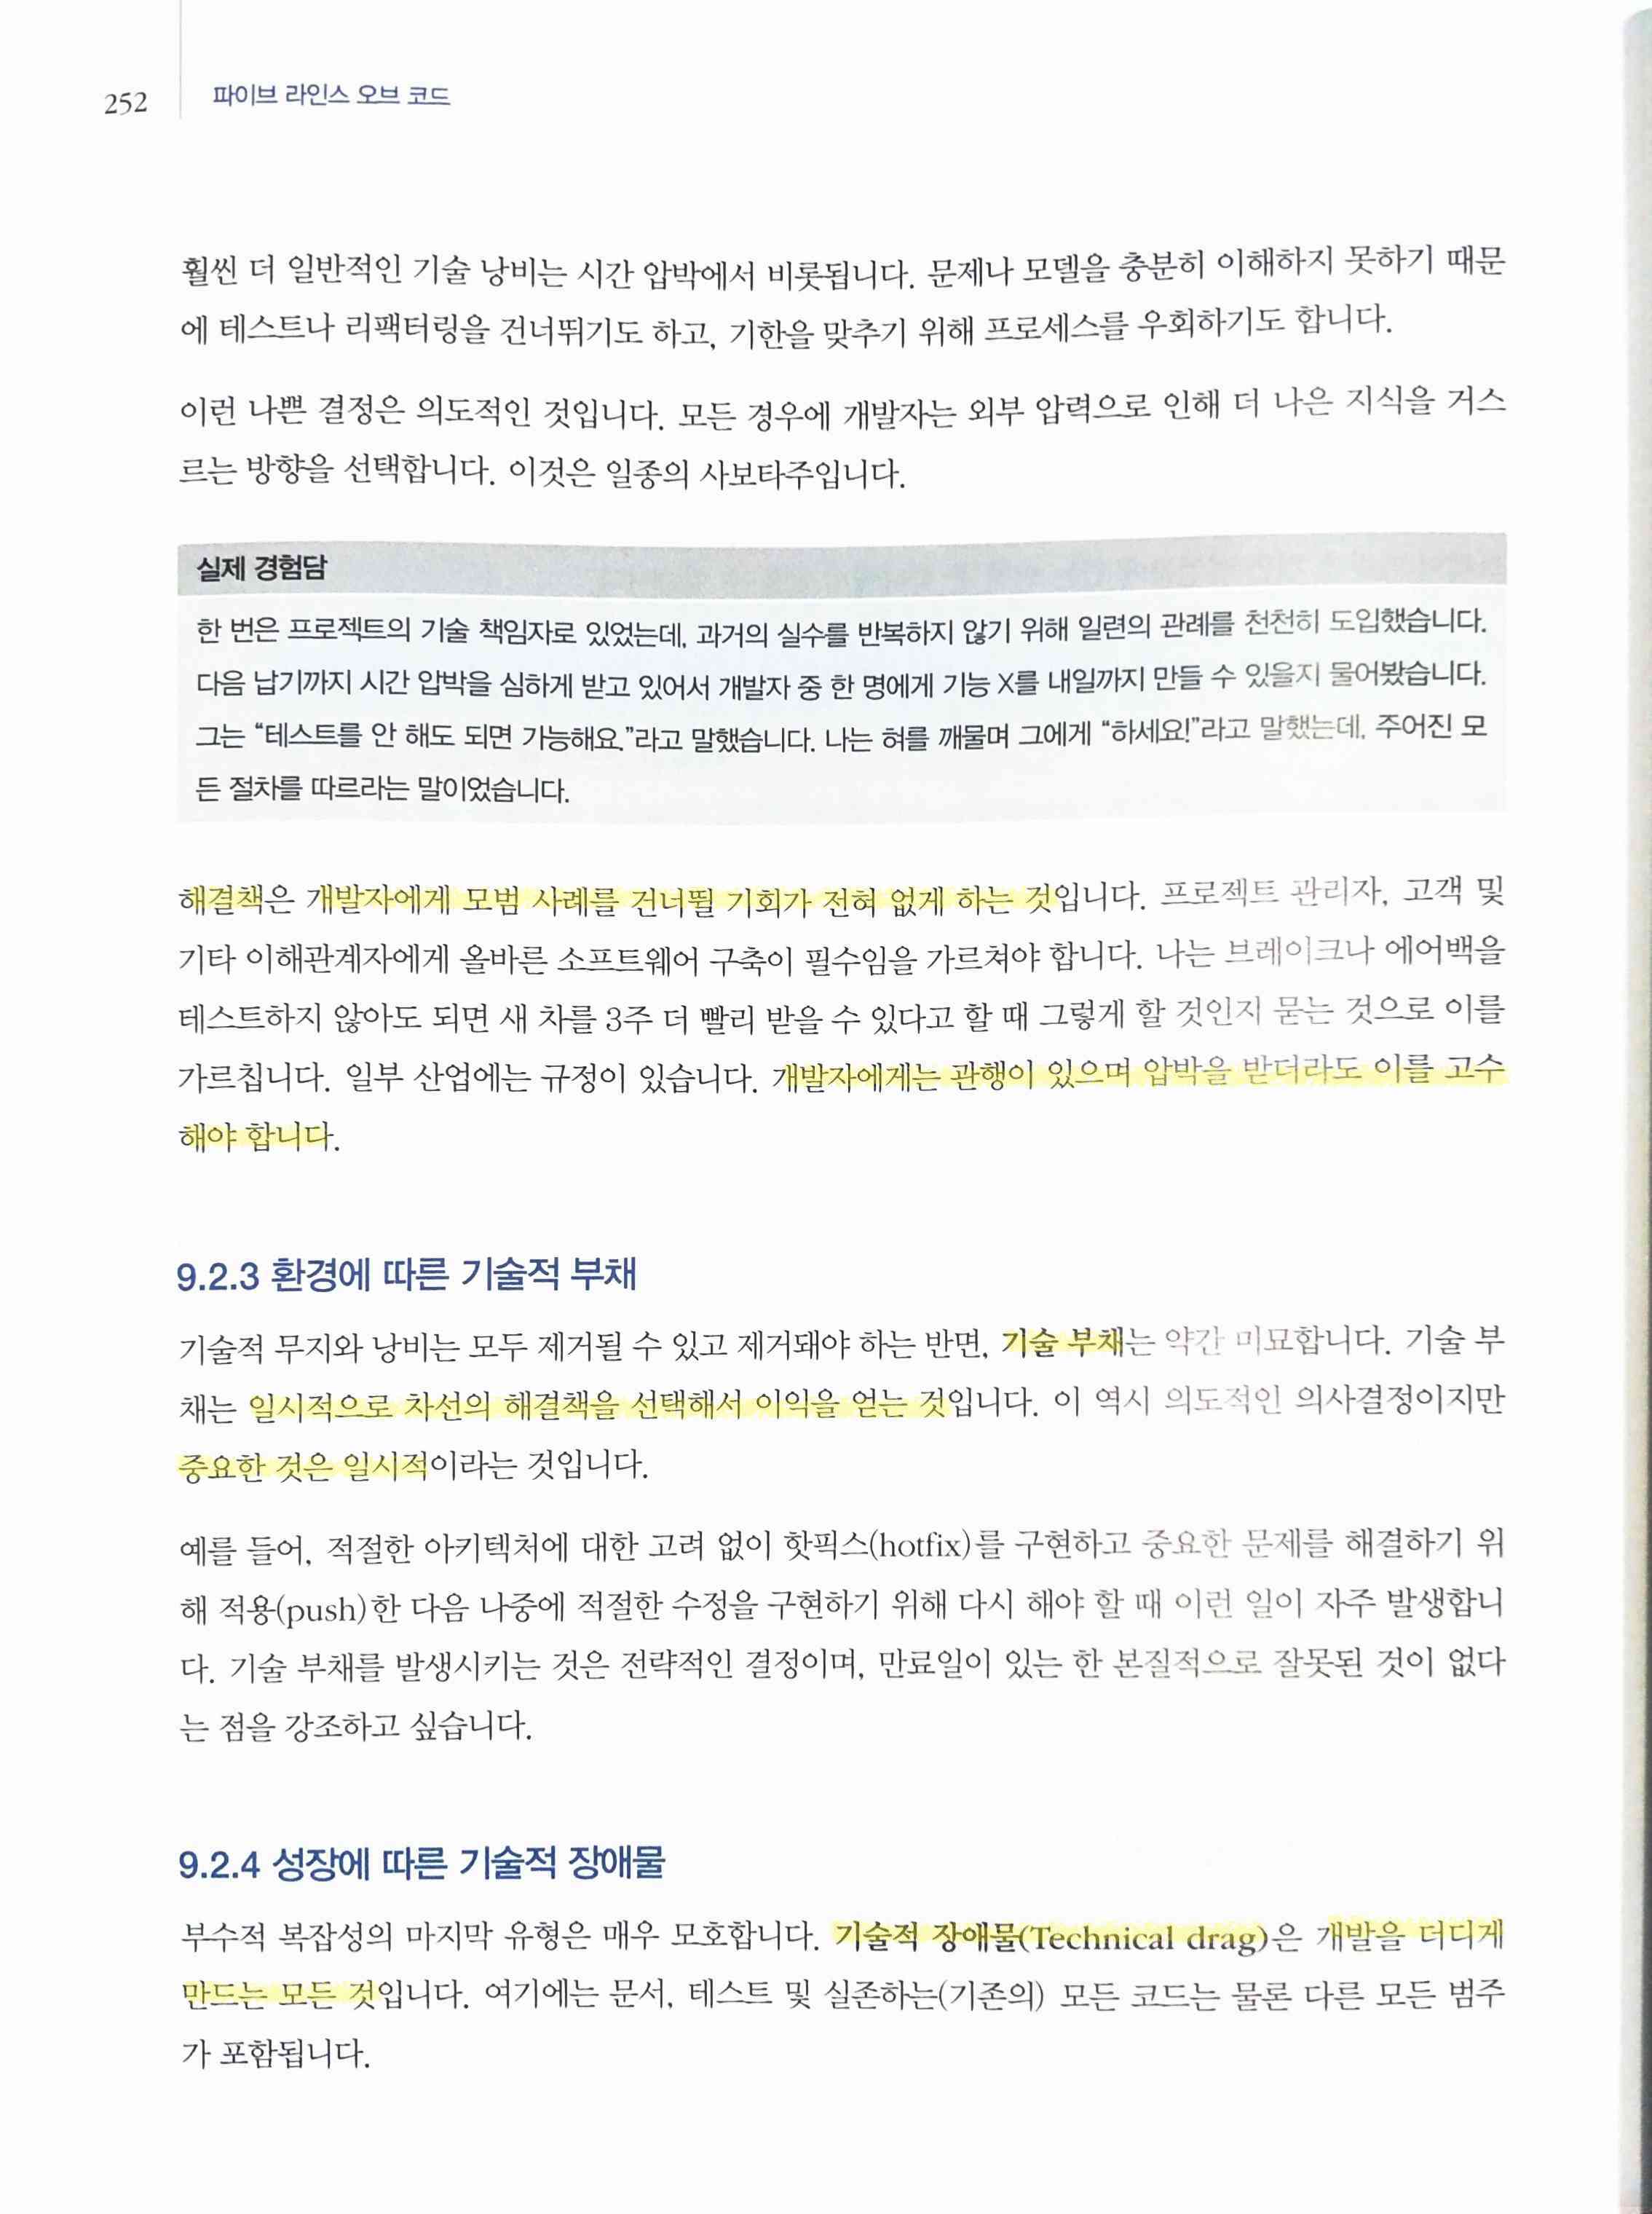 252
파이브 라인스 오브 코드
훨씬 더 일반적인 기술 낭비는 시간 압박에서 비롯됩니다. 문제나 모델을 충분히 이해하지 못하기 때문
에 테스트나 리팩터링을 건너뛰기도 하고, 기한을 맞추기 위해 프로세스를 우회하기도 합니다.
이런 나쁜 결정은 의도적인 것입니다. 모든 경우에 개발자는 외부 압력으로 인해 더 나은 지식을 거스
르는 방향을 선택합니다. 이것은 일종의 사보타주입니다.
실제 경험담
한 번은 프로젝트의 기술 책임자로 있었는데, 과거의 실수를 반복하지 않기 위해 일련의 관례를 천천히 도입했습니다.
다음 납기까지 시간 압박을 심하게 받고 있어서 개발자 중 한 명에게 기능 X를 내일까지 만들 수 있을지 물어봤습니다.
그는 “테스트를 안 해도 되면 가능해요.”라고 말했습니다. 나는 혀를 깨물며 그에게 “하세요!”라고 말했는데, 주어진 모
든 절차를 따르라는 말이었습니다.
해결책은 개발자에게 모범 사례를 건너뛸 기회가 전혀 없게 하는 것입니다. 프로젝트 관리자, 고객 및
기타 이해관계자에게 올바른 소프트웨어 구축이 필수임을 가르쳐야 합니다. 나는 브레이크나 에어백을
테스트하지 않아도 되면 새 차를 3주 더 빨리 받을 수 있다고 할 때 그렇게 할 것인지 묻는 것으로 이를
가르칩니다. 일부 산업에는 규정이 있습니다. 개발자에게는 관행이 있으며 압박을 받더라도 이를 고수
해야 합니다.
9.2.3 환경에 따른 기술적 부채
기술적 무지와 낭비는 모두 제거될 수 있고 제거돼야 하는 반면, 기술 부채는 약간 미묘합니다. 기술 부
채는 일시적으로 차선의 해결책을 선택해서 이익을 얻는 것입니다. 이 역시 의도적인 의사결정이지만
중요한 것은 일시적이라는 것입니다.
예를 들어, 적절한 아키텍처에 대한 고려 없이 핫픽스(hotfix)를 구현하고 중요한 문제를 해결하기 위
해 적용(push)한 다음 나중에 적절한 수정을 구현하기 위해 다시 해야 할 때 이런 일이 자주 발생합니
다. 기술 부채를 발생시키는 것은 전략적인 결정이며, 만료일이 있는 한 본질적으로 잘못된 것이 없다
는 점을 강조하고 싶습니다.
9.2.4 성장에 따른 기술적 장애물
부수적 복잡성의 마지막 유형은 매우 모호합니다. 기술적 장애물(Technical drag)은 개발을 더디게
만드는 모든 것입니다. 여기에는 문서, 테스트 및 실존하는(기존의) 모든 코드는 물론 다른 모든 범주
가 포함됩니다.